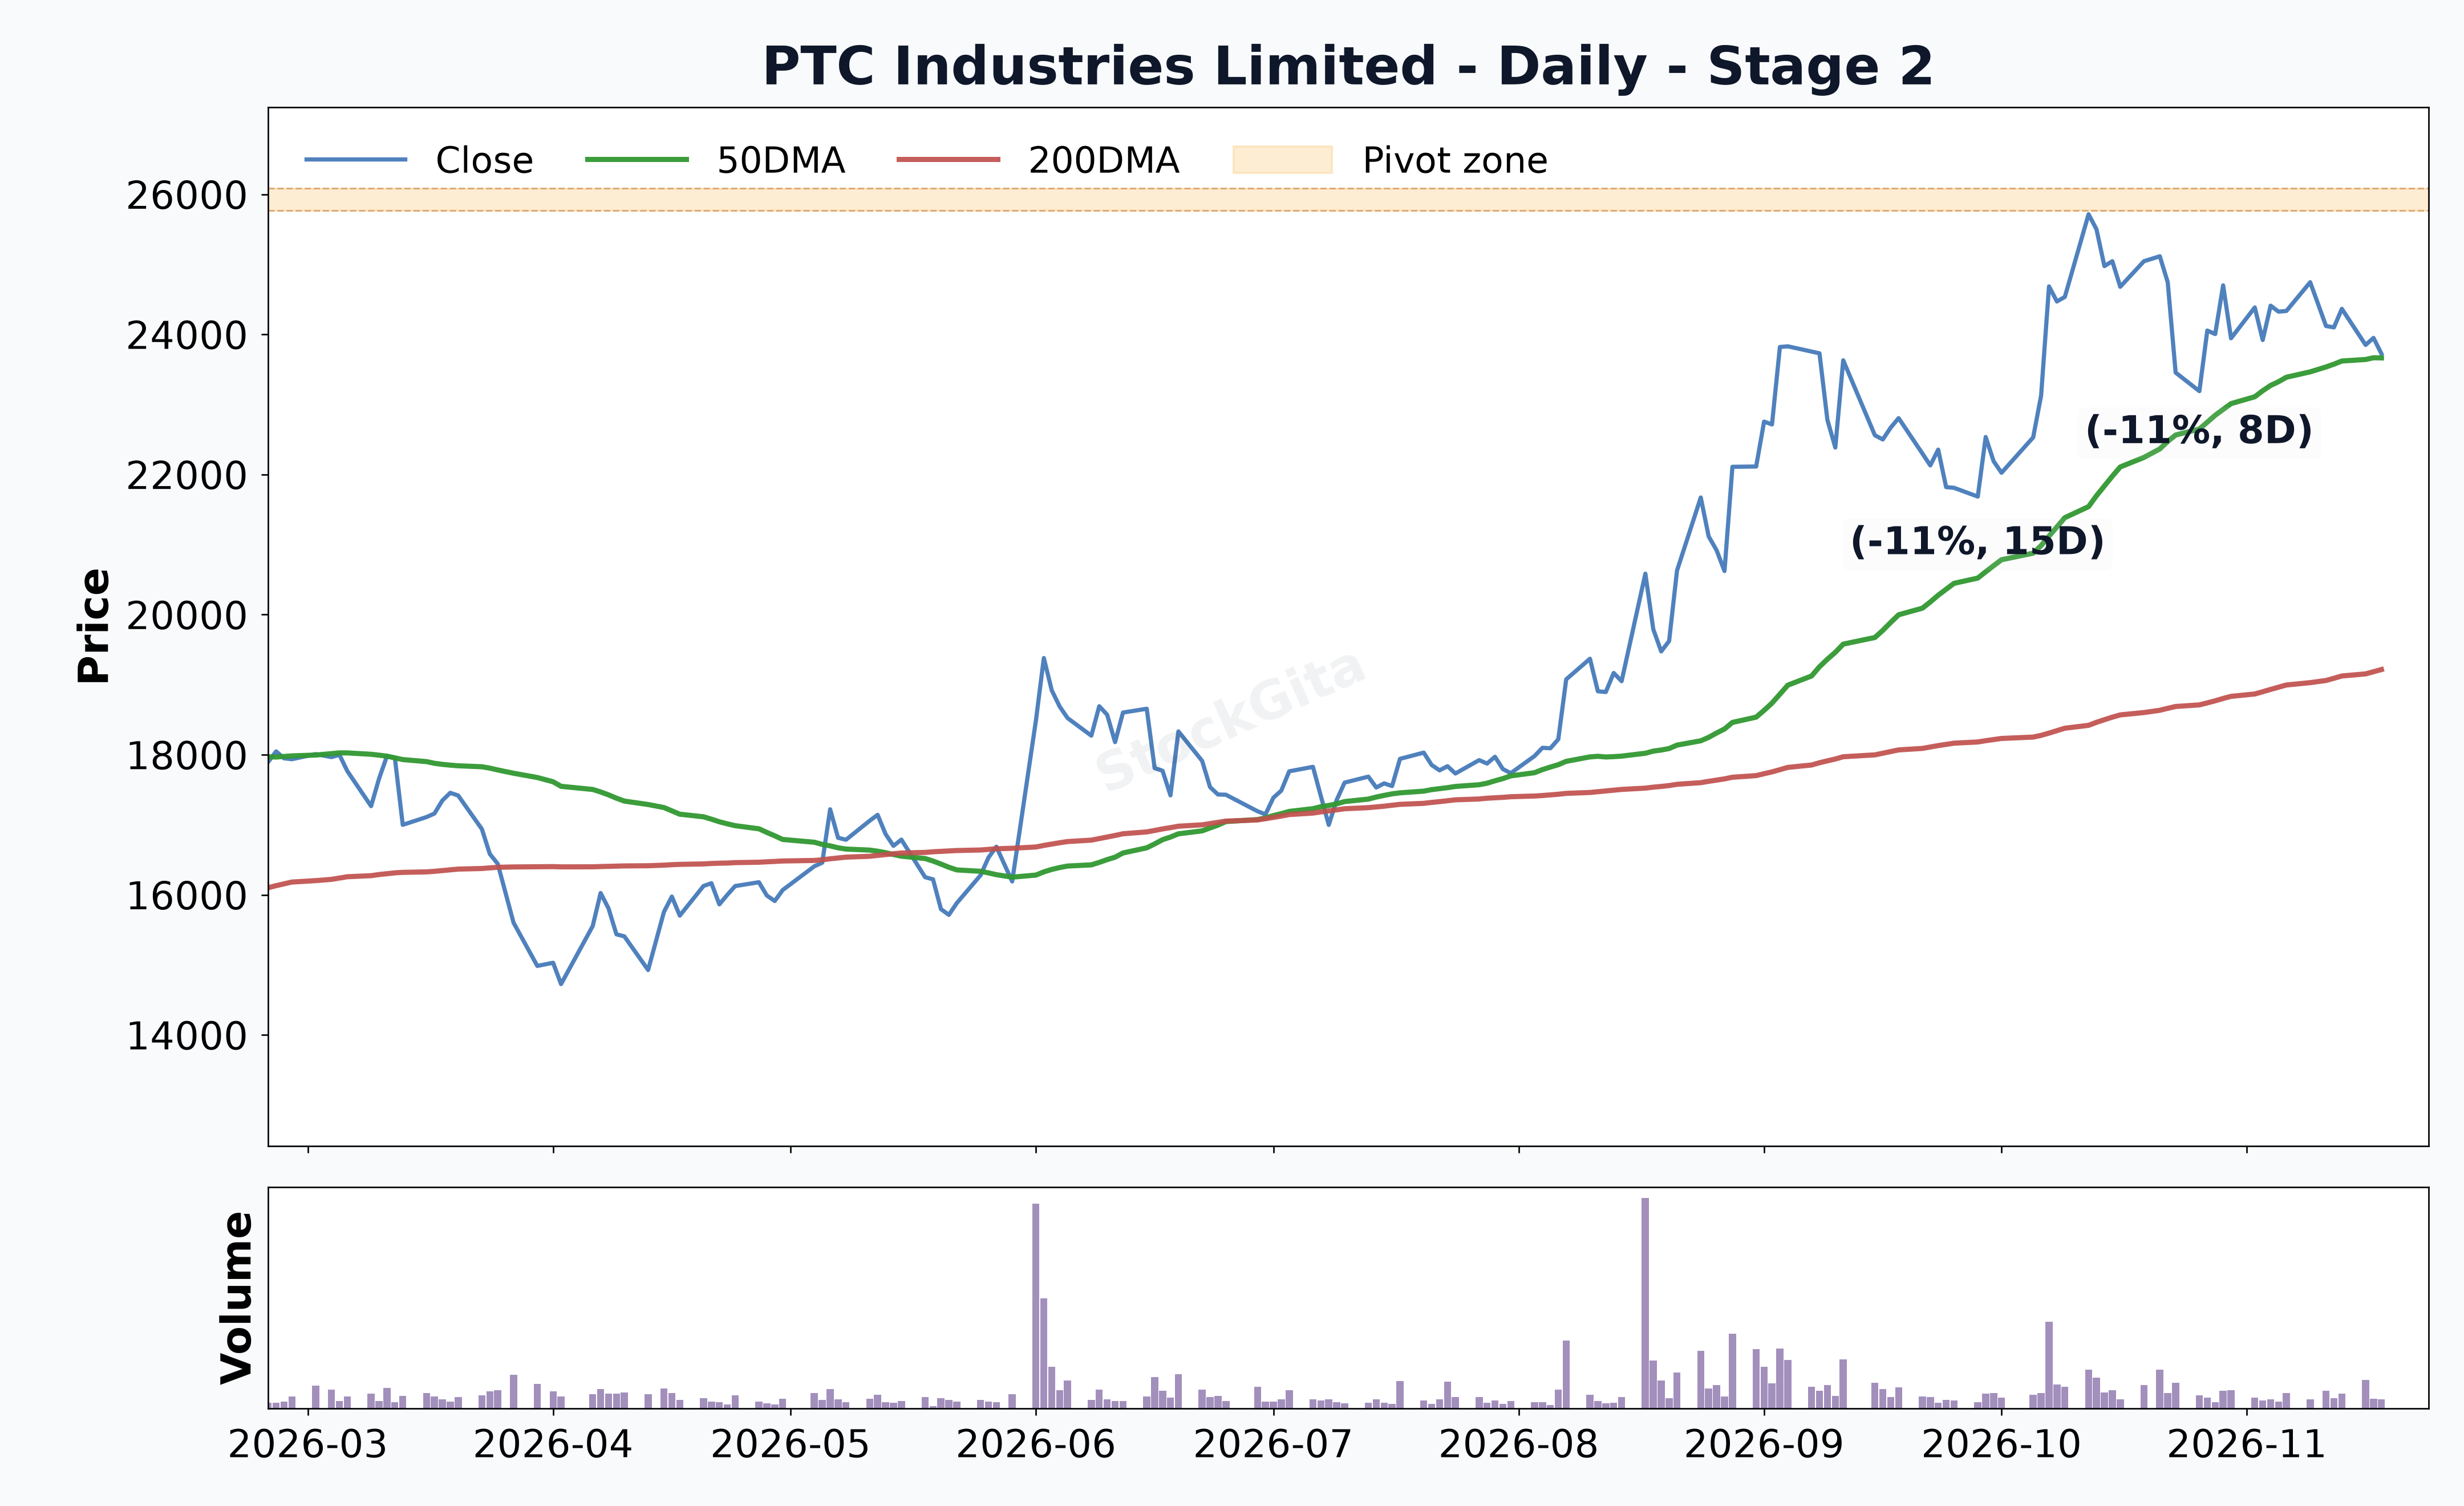 PTC Industries Limited - Daily - Stage 2
Close 50DMA 200DMA Pivot zone
26000
24000
22000
20000
18000
16000
14000
Price
(-11%, 8D)
(-11%, 15D)
StockGita
Volume
2026-03 2026-04 2026-05 2026-06 2026-07 2026-08 2026-09 2026-10 2026-11